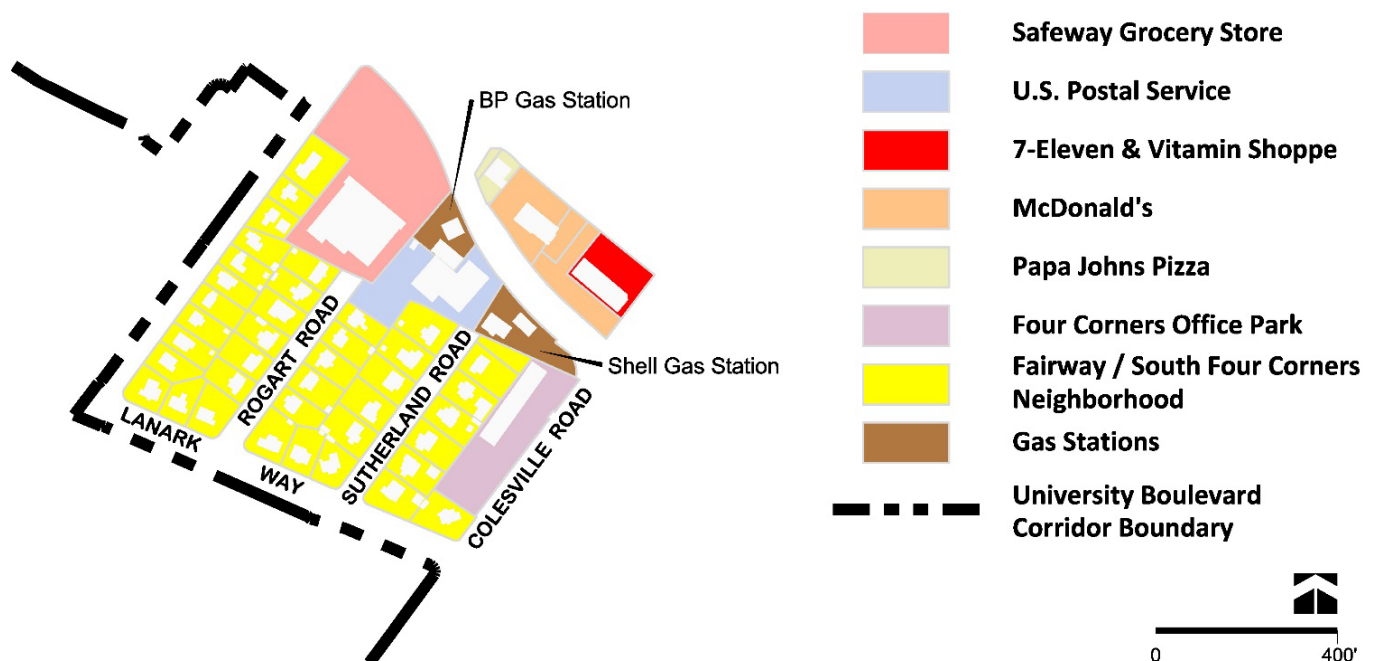 BP Gas Station
Shell Gas Station
LANARK
WAY
ROGART ROAD
SUTHERLAND ROAD
COLESVILLE ROAD
Safeway Grocery Store
U.S. Postal Service
7-Eleven & Vitamin Shoppe
McDonald's
Papa Johns Pizza
Four Corners Office Park
Fairway / South Four Corners
Neighborhood
Gas Stations
University Boulevard
Corridor Boundary
0
400'